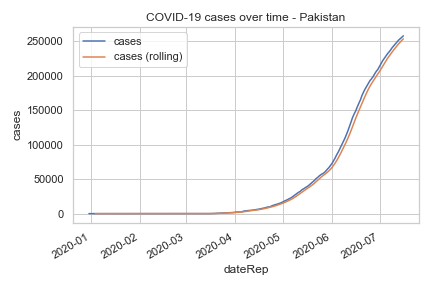 COVID-19 cases over time - Pakistan
cases
cases (rolling)
250000
200000
150000
100000
50000
0
cases
2020-01
2020-02
2020-03
2020-04
2020-05
2020-06
2020-07
dateRep